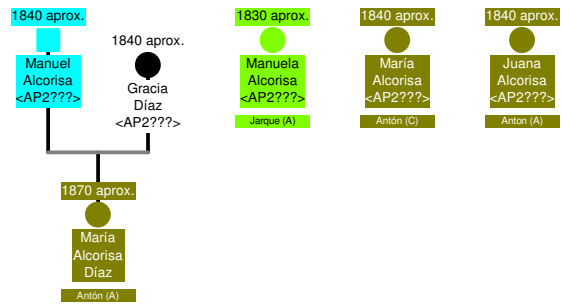 1840 aprox.
Manuel
Alcorisa
<AP2???>
1840 aprox.
Gracia
Díaz
<AP2???>
1830 aprox.
Manuela
Alcorisa
<AP2???>
Jarque (A)
1840 aprox.
María
Alcorisa
<AP2???>
Antón (C)
1840 aprox.
Juana
Alcorisa
<AP2???>
Anton (A)
1870 aprox.
María
Alcorisa
Díaz
Antón (A)